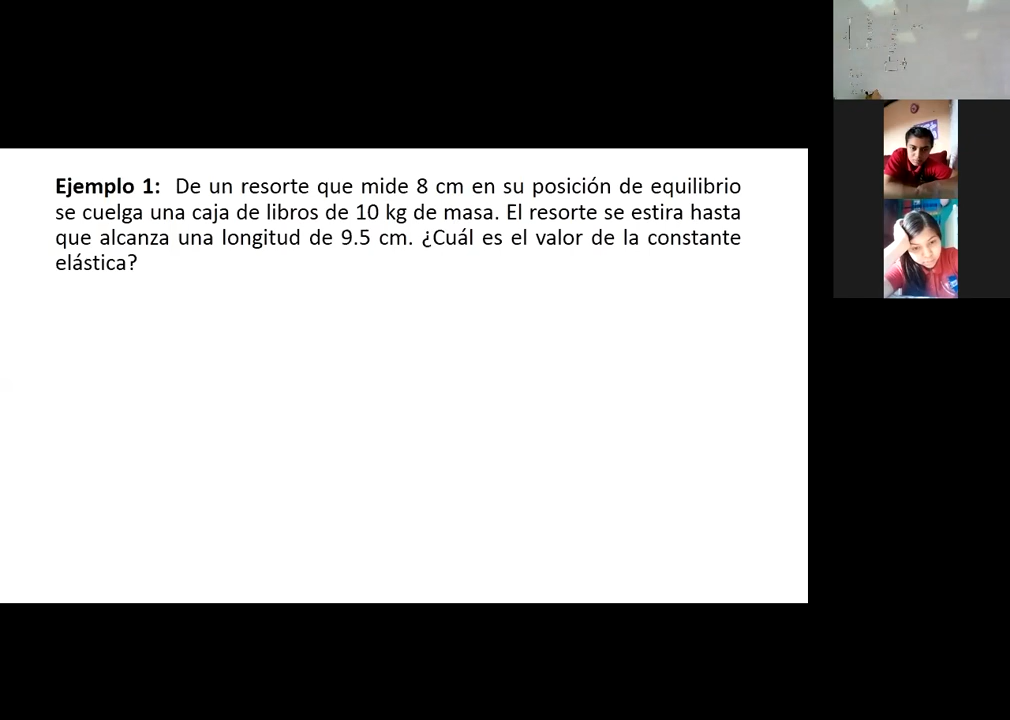 Ejemplo 1: De un resorte que mide 8 cm en su posición de equilibrio
se cuelga una caja de libros de 10 kg de masa. El resorte se estira hasta
que alcanza una longitud de 9.5 cm. ¿Cuál es el valor de la constante
elástica?